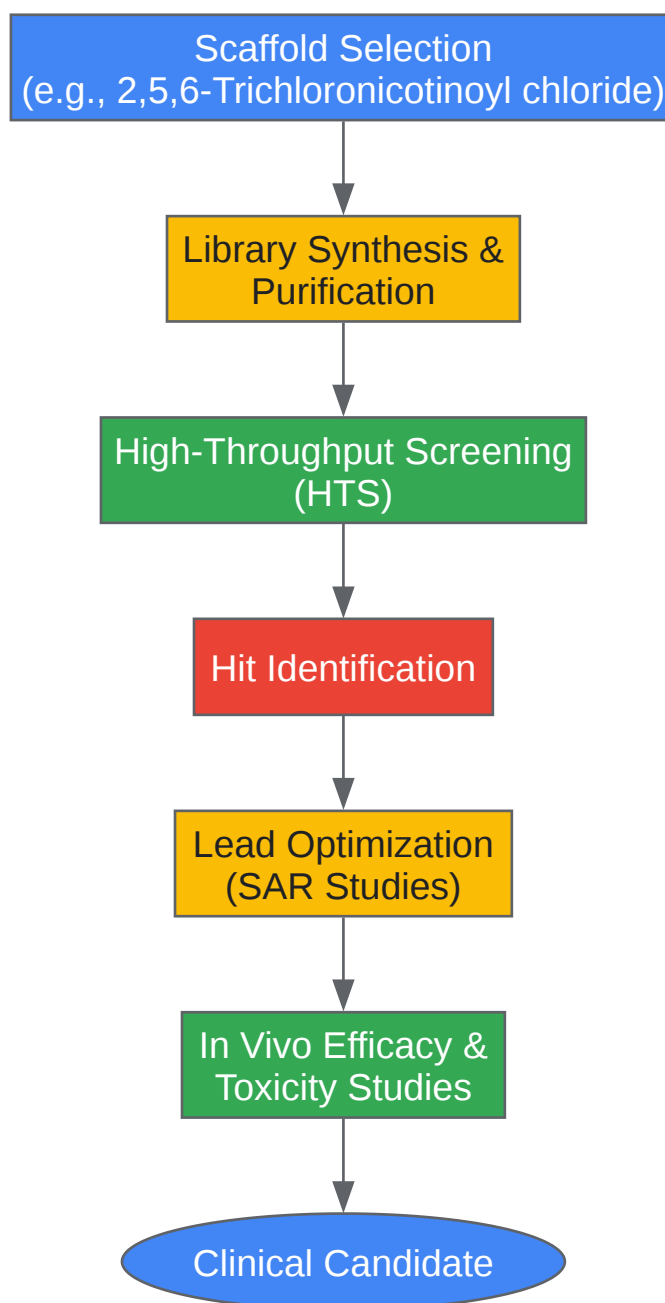 Scaffold Selection
(e.g., 2,5,6-Trichloronicotinoyl chloride)
Library Synthesis &
Purification
High-Throughput Screening
(HTS)
Hit Identification
Lead Optimization
(SAR Studies)
In Vivo Efficacy &
Toxicity Studies
Clinical Candidate